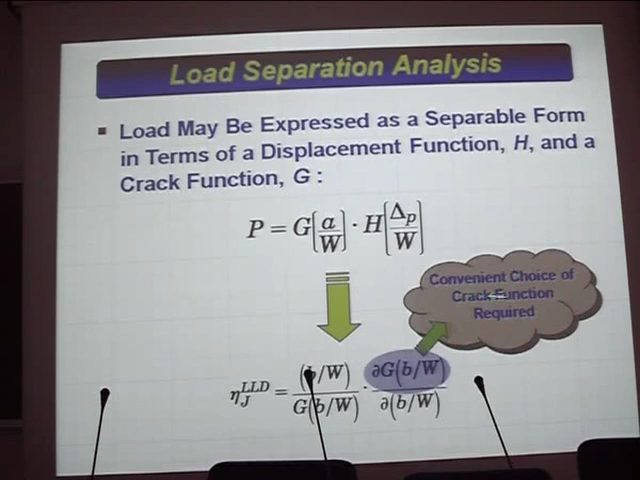 Load Separation Analysis
Load May Be Expressed as a Separable Form
in Terms of a Displacement Function, H, and a
Crack Function, G :
P = G(a/W) · H(Δp/W)
Convenient Choice of
Crack Function
Required
η_J^LLD = (b/W)/G(b/W) · ∂G(b/W)/∂(b/W)